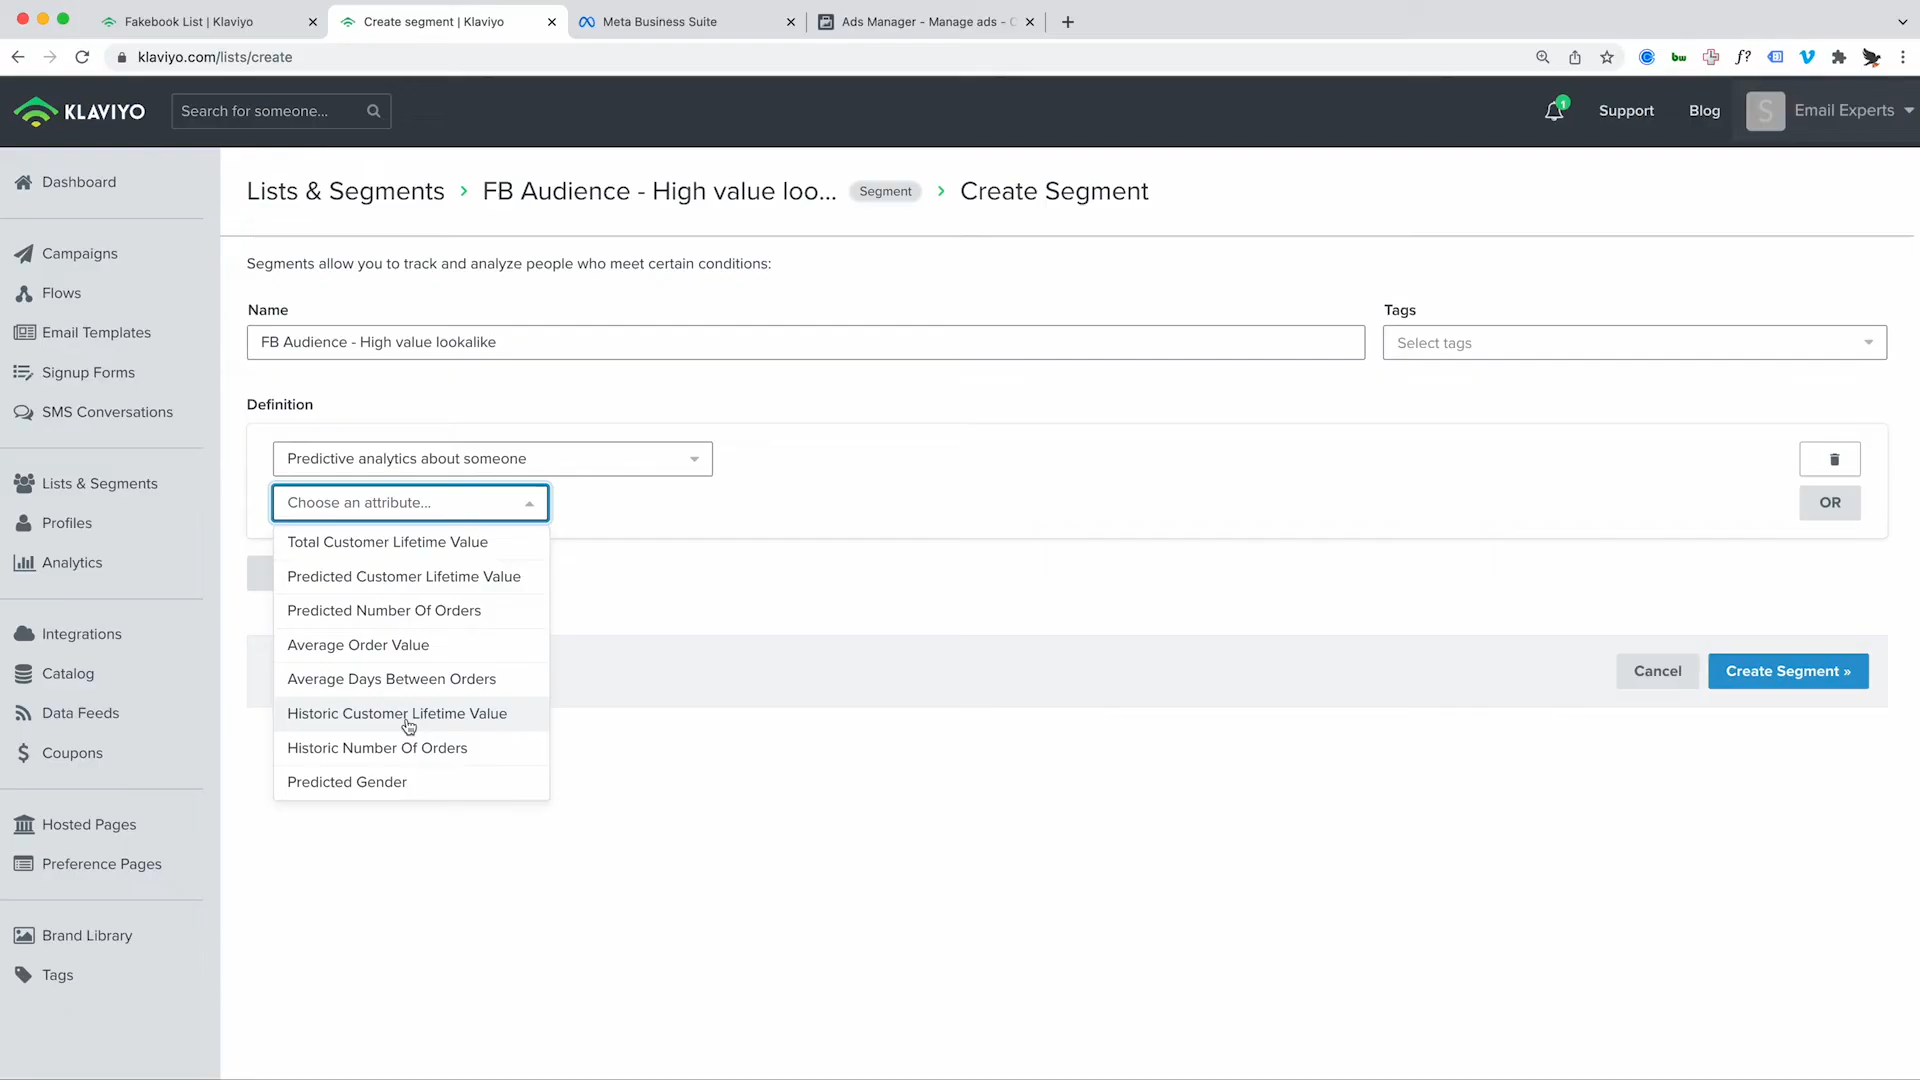 Fakebook List | Klaviyo
Create segment | Klaviyo
Meta Business Suite
Ads Manager - Manage ads -
klaviyo.com/lists/create
bw
f?
KLAVIYO
Search for someone...
1
Support
Blog
S
Email Experts
Dashboard
Campaigns
Flows
Email Templates
Signup Forms
SMS Conversations
Lists & Segments
Profiles
Analytics
Integrations
Catalog
Data Feeds
Coupons
Hosted Pages
Preference Pages
Brand Library
Tags
Lists & Segments › FB Audience - High value loo... Segment › Create Segment
Segments allow you to track and analyze people who meet certain conditions:
Name
FB Audience - High value lookalike
Tags
Select tags
Definition
Predictive analytics about someone
Choose an attribute...
OR
Total Customer Lifetime Value
Predicted Customer Lifetime Value
Predicted Number Of Orders
Average Order Value
Average Days Between Orders
Historic Customer Lifetime Value
Historic Number Of Orders
Predicted Gender
Cancel
Create Segment »